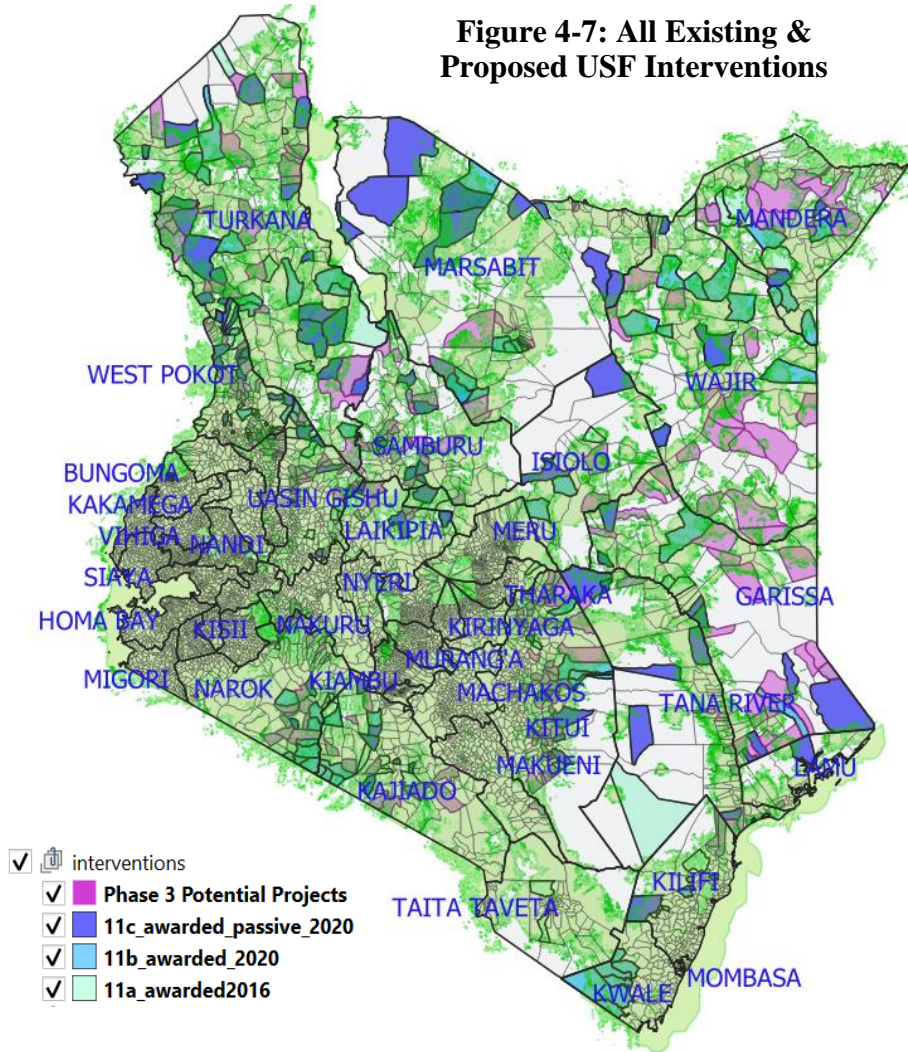 Figure 4-7: All Existing &
Proposed USF Interventions
TURKANA
MANDERA
MARSABIT
WEST POKOT
WAJIR
SAMBURU
ISIOLO
BUNGOMA
UASIN GISHU
KAKAMEGA
LAIKIPIA
MERU
VIHIGA
NANDI
SIAYA
NYERI
THARAKA
GARISSA
HOMA BAY
KISII
NAKURU
KIRINYAGA
MURANG'A
MIGORI
NAROK
KIAMBU
MACHAKOS
TANA RIVER
KITUI
MAKUENI
LAMU
KAJIADO
KILIFI
TAITA TAVETA
MOMBASA
KWALE
interventions
Phase 3 Potential Projects
11c_awarded_passive_2020
11b_awarded_2020
11a_awarded2016